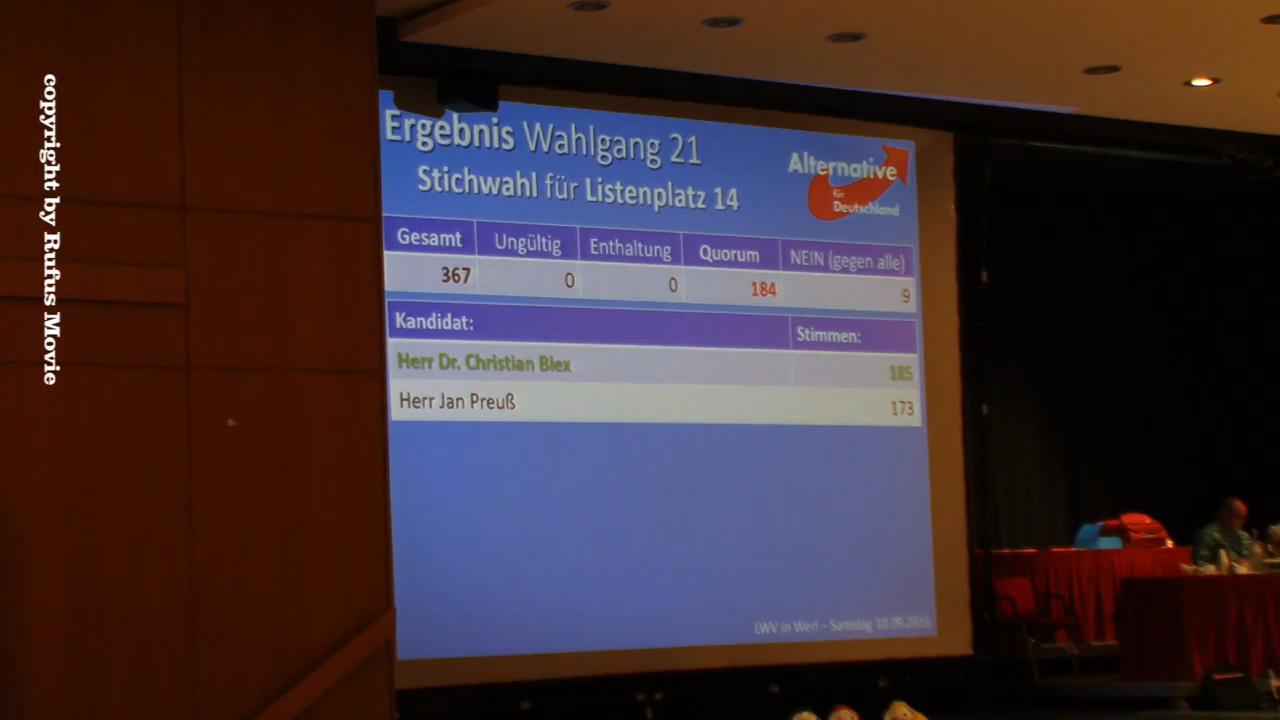 copyright by Rufus Movie
Ergebnis Wahlgang 21
Stichwahl für Listenplatz 14
Alternative
für
Deutschland
Gesamt Ungültig Enthaltung Quorum NEIN (gegen alle)
367 0 0 184 9
Kandidat: Stimmen:
Herr Dr. Christian Blex 185
Herr Jan Preuß 173
LWV in Werl – Samstag 10.09.2016